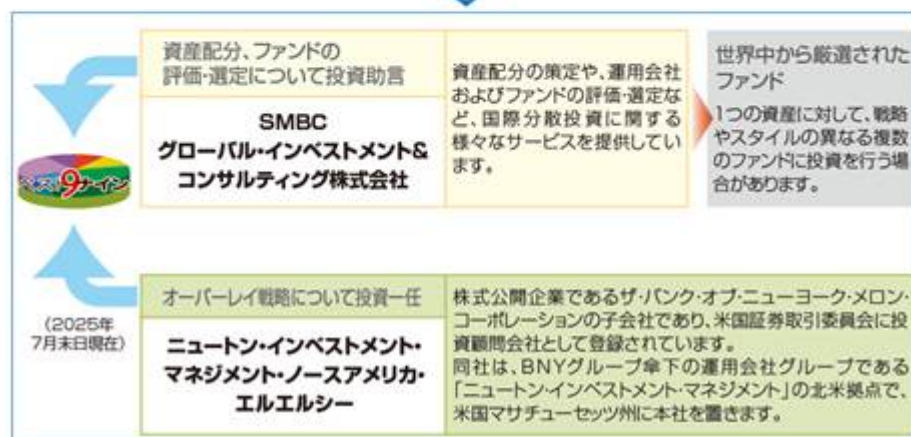 資産配分、ファンドの
評価・選定について投資助言
SMBC
グローバル・インベストメント&
コンサルティング株式会社
資産配分の策定や、運用会社
およびファンドの評価・選定な
ど、国際分散投資に関する
様々なサービスを提供してい
ます。
世界中から厳選された
ファンド
1つの資産に対して、戦略
やスタイルの異なる複数
のファンドに投資を行う場
合があります。
ベスト9ナイン
(2025年
7月末日現在)
オーバーレイ戦略について投資一任
ニュートン・インベストメント・
マネジメント・ノースアメリカ・
エルエルシー
株式公開企業であるザ・バンク・オブ・ニューヨーク・メロン・
コーポレーションの子会社であり、米国証券取引委員会に投
資顧問会社として登録されています。
同社は、BNYグループ傘下の運用会社グループである
「ニュートン・インベストメント・マネジメント」の北米拠点で、
米国マサチューセッツ州に本社を置きます。